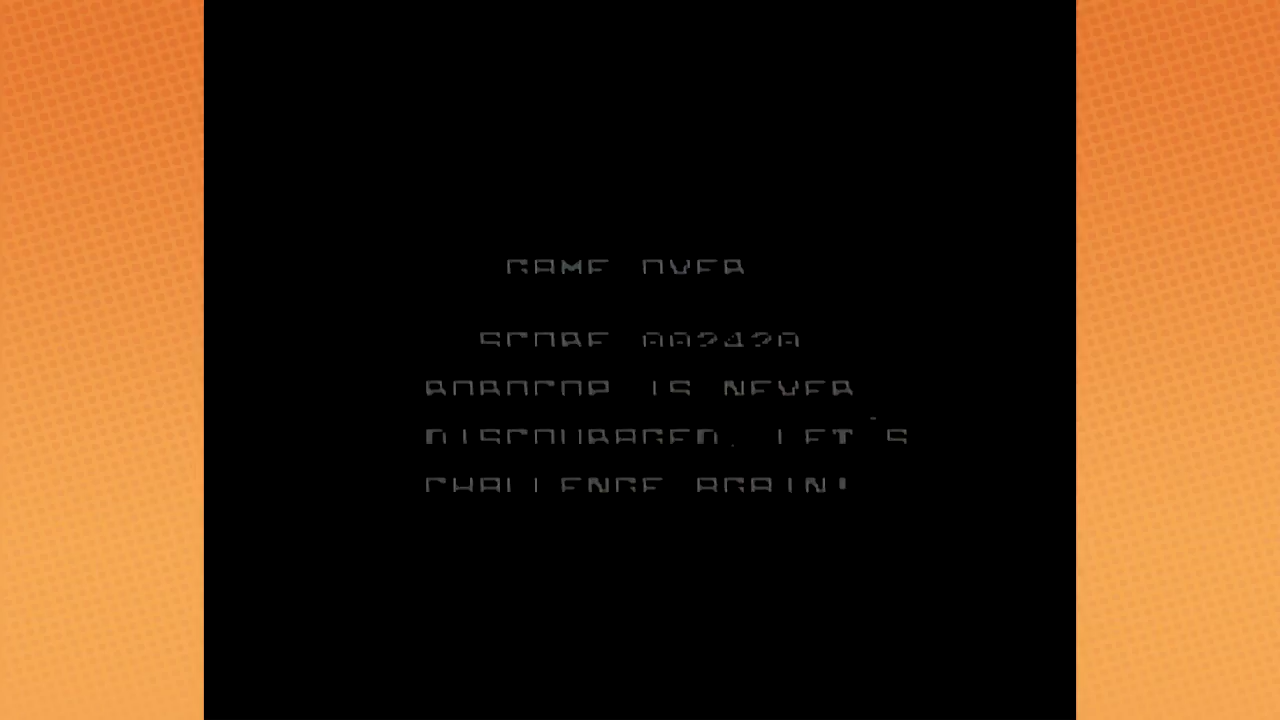 GAME OVER
SCORE 002420
ROBOCOP IS NEVER
DISCOURAGED. LET'S
CHALLENGE AGAIN!